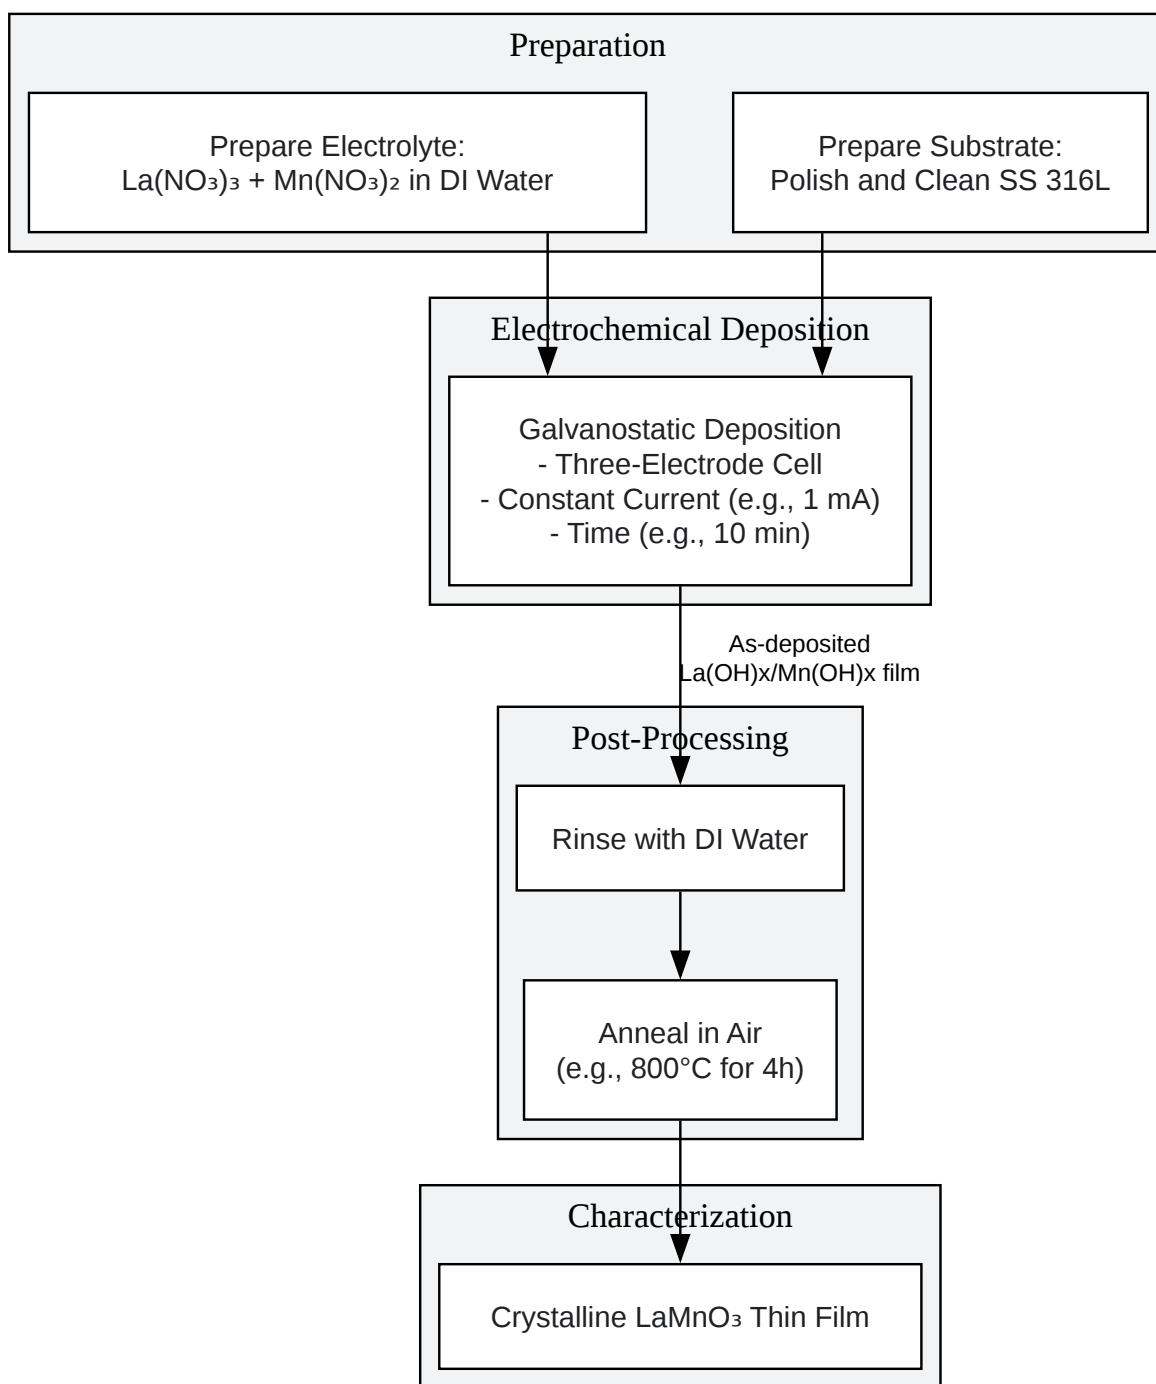 Preparation
Prepare Electrolyte:
La(NO₃)₃ + Mn(NO₃)₂ in DI Water
Prepare Substrate:
Polish and Clean SS 316L
Electrochemical Deposition
Galvanostatic Deposition
- Three-Electrode Cell
- Constant Current (e.g., 1 mA)
- Time (e.g., 10 min)
As-deposited
La(OH)x/Mn(OH)x film
Post-Processing
Rinse with DI Water
Anneal in Air
(e.g., 800°C for 4h)
Characterization
Crystalline LaMnO₃ Thin Film